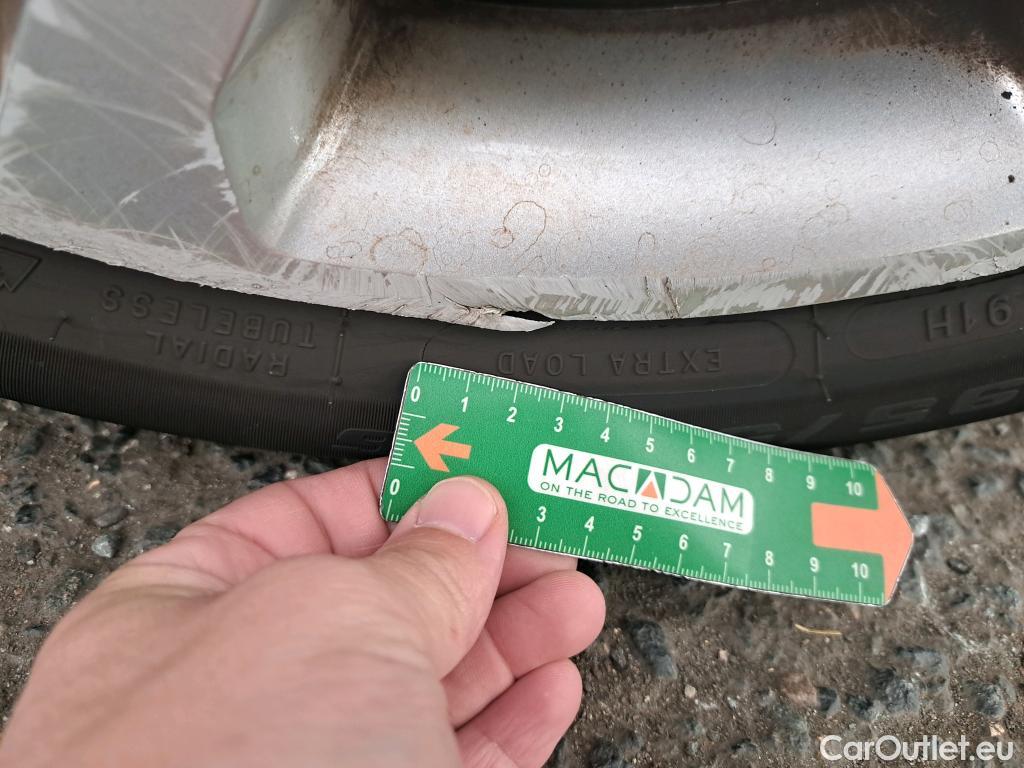 RADIAL
TUBELESS
EXTRA LOAD
91H
0 1 2 3 4 5 6 7 8 9 10
MACADAM
ON THE ROAD TO EXCELLENCE
0 3 4 5 6 7 8 9 10
CarOutlet.eu